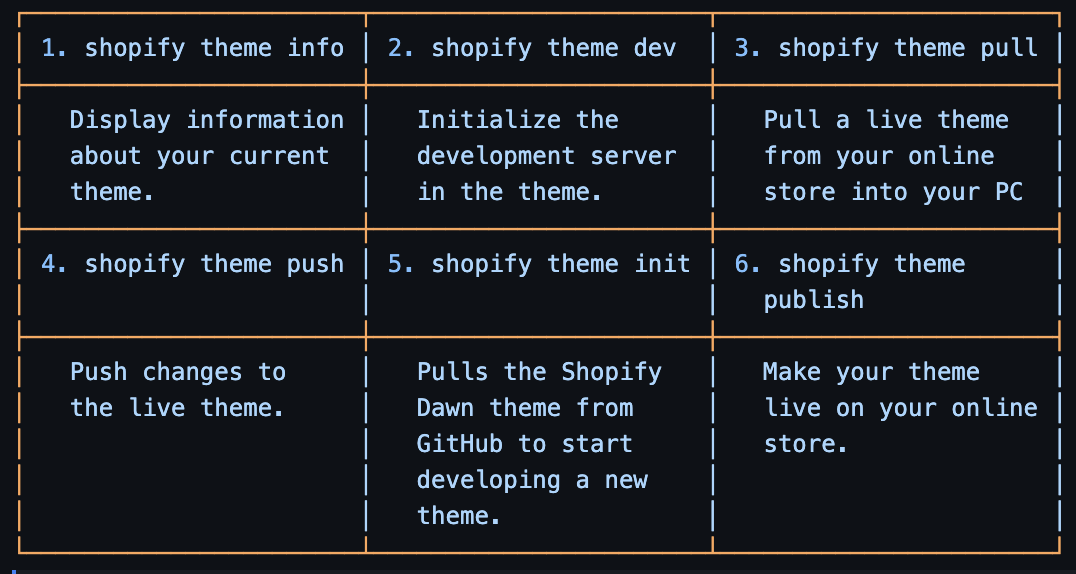 1. shopify theme info
2. shopify theme dev
3. shopify theme pull
Display information
about your current
theme.
Initialize the
development server
in the theme.
Pull a live theme
from your online
store into your PC
4. shopify theme push
5. shopify theme init
6. shopify theme
publish
Push changes to
the live theme.
Pulls the Shopify
Dawn theme from
GitHub to start
developing a new
theme.
Make your theme
live on your online
store.